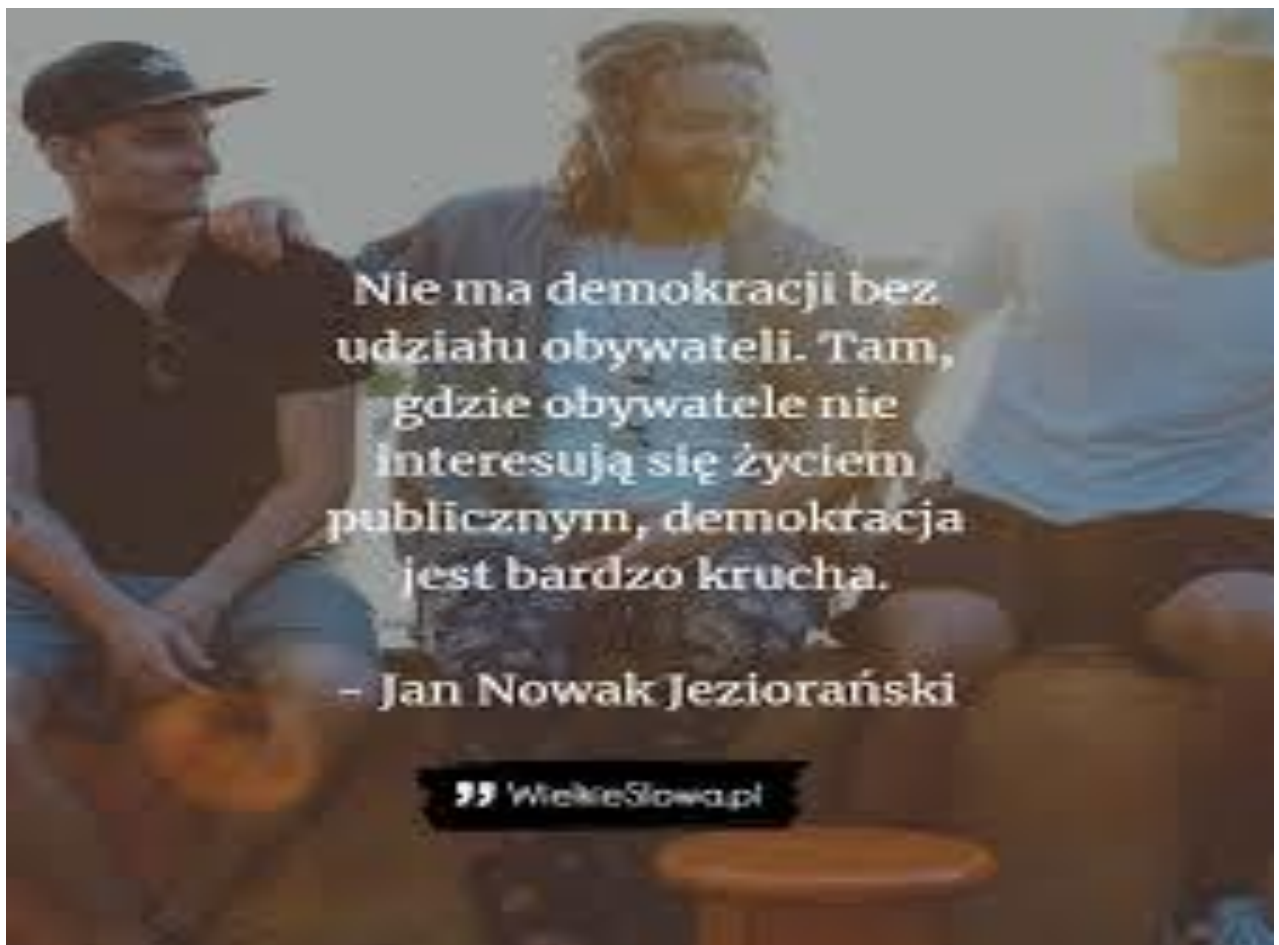 Nie ma demokracji bez
udziału obywateli. Tam,
gdzie obywatele nie
interesują się życiem
publicznym, demokracja
jest bardzo krucha.
– Jan Nowak Jeziorański
WielkieSlowa.pl